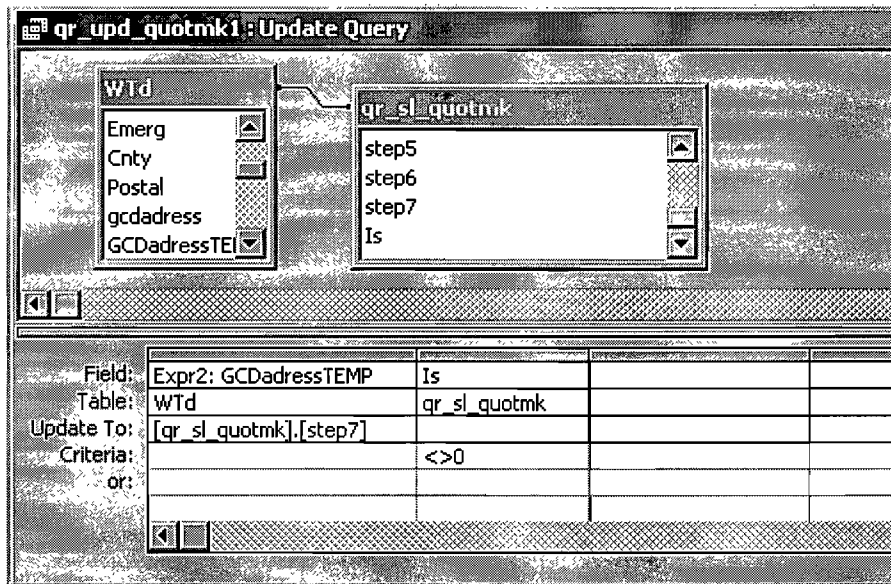 qr_upd_quotmk1 : Update Query
WTd
Emerg
Cnty
Postal
gcdadress
GCDadressTEI
qr_sl_quotmk
step5
step6
step7
Is
Field: Expr2: GCDadressTEMP Is
Table: WTd qr_sl_quotmk
Update To: [qr_sl_quotmk].[step7]
Criteria: <>0
or: